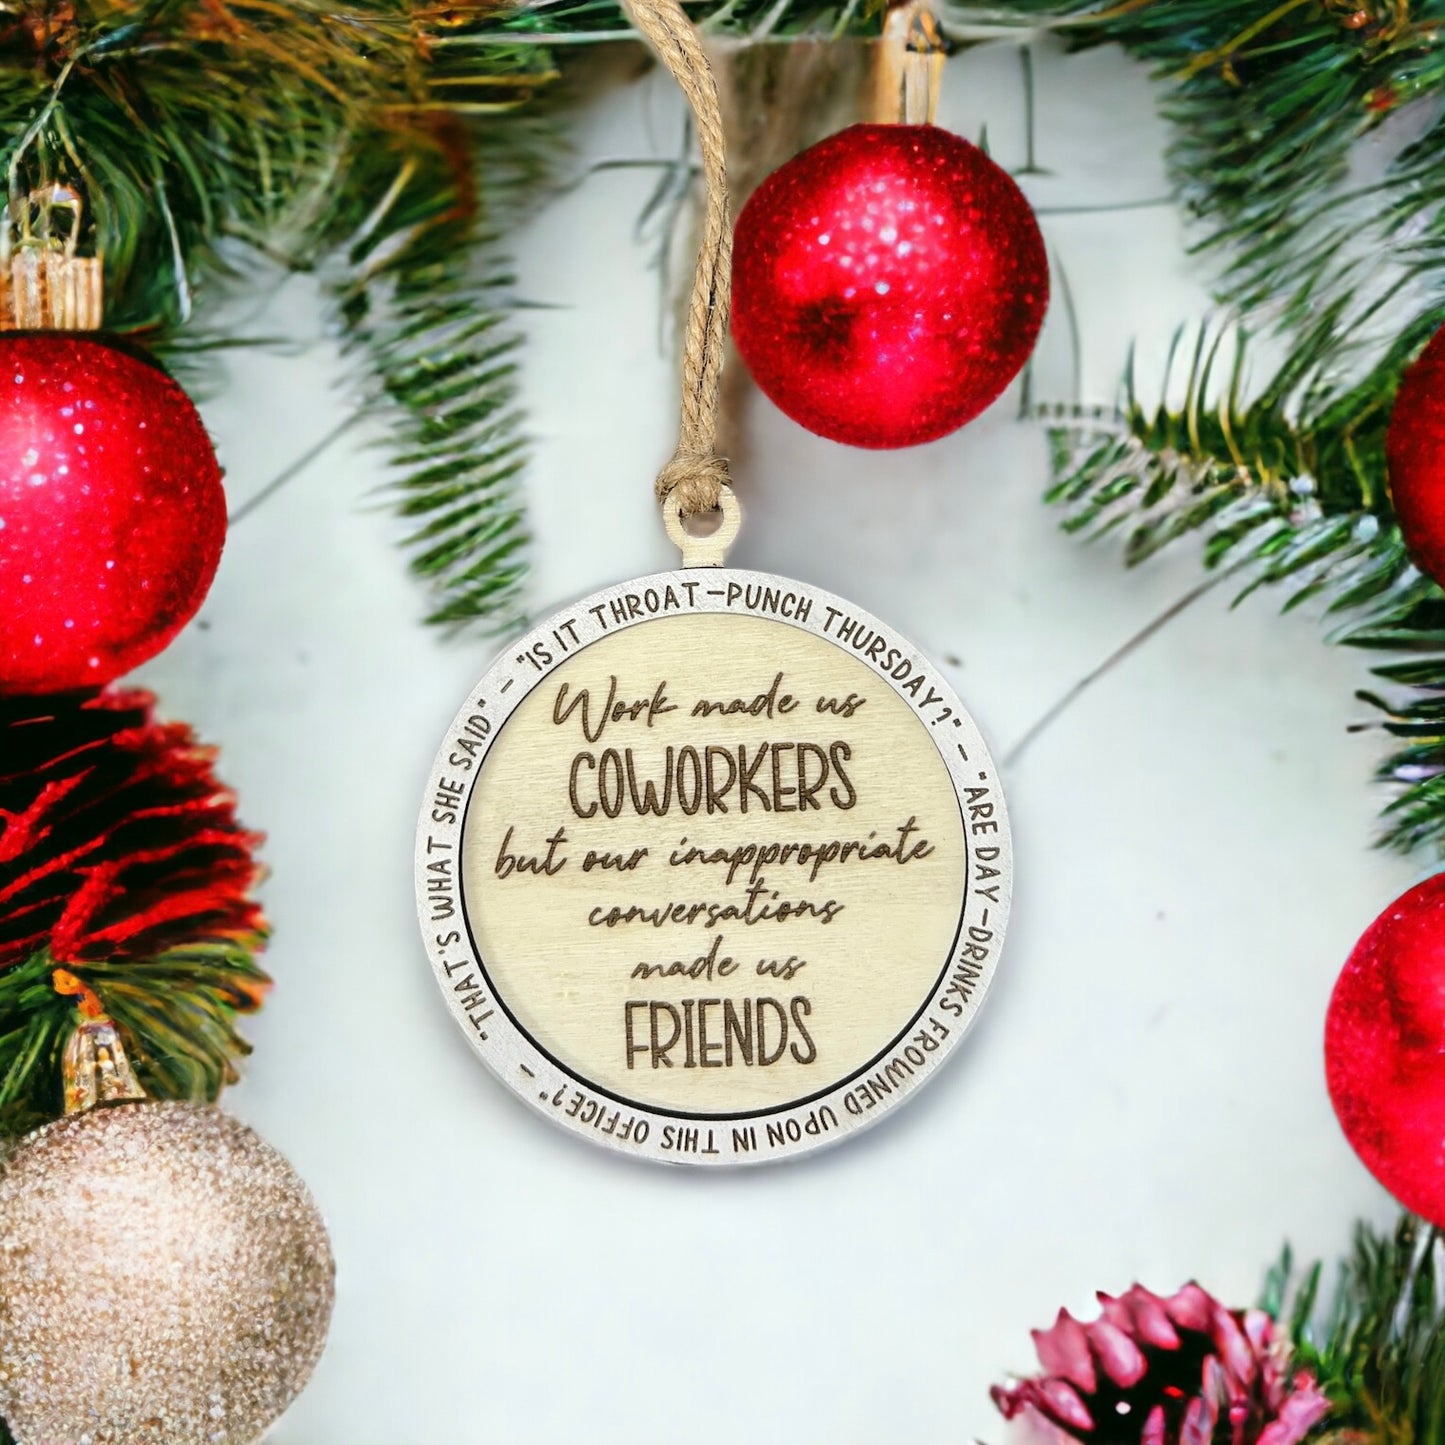 Work made us
COWORKERS
but our inappropriate
conversations
made us
FRIENDS
"THAT'S WHAT SHE SAID" - "IS IT THROAT-PUNCH THURSDAY?" - "ARE DAY-DRINKS FROWNED UPON IN THIS OFFICE?" -